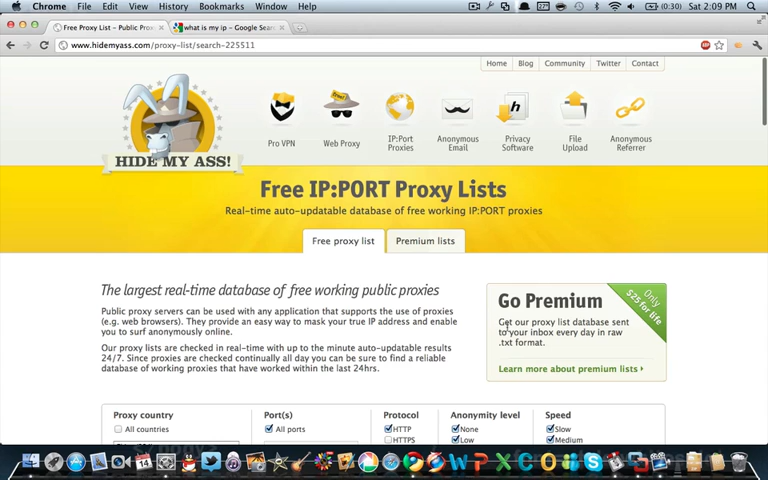 Chrome File Edit View History Bookmarks Window Help
(0:30) Sat 2:09 PM
Free Proxy List – Public Prox
what is my ip - Google Sear
www.hidemyass.com/proxy-list/search-225511
Home Blog Community Twitter Contact
HIDE MY ASS!
Pro VPN
Web Proxy
IP:Port
Proxies
Anonymous
Email
Privacy
Software
File
Upload
Anonymous
Referrer
Free IP:PORT Proxy Lists
Real-time auto-updatable database of free working IP:PORT proxies
Free proxy list Premium lists
The largest real-time database of free working public proxies
Public proxy servers can be used with any application that supports the use of proxies
(e.g. web browsers). They provide an easy way to mask your true IP address and enable
you to surf anonymously online.
Our proxy lists are checked in real-time with up to the minute auto-updatable results
24/7. Since proxies are checked continually all day you can be sure to find a reliable
database of working proxies that have worked within the last 24hrs.
Go Premium
Only
$25 for life
Get our proxy list database sent
to your inbox every day in raw
.txt format.
Learn more about premium lists
Proxy country Port(s) Protocol Anonymity level Speed
All countries All ports HTTP None Slow
HTTPS Low Medium